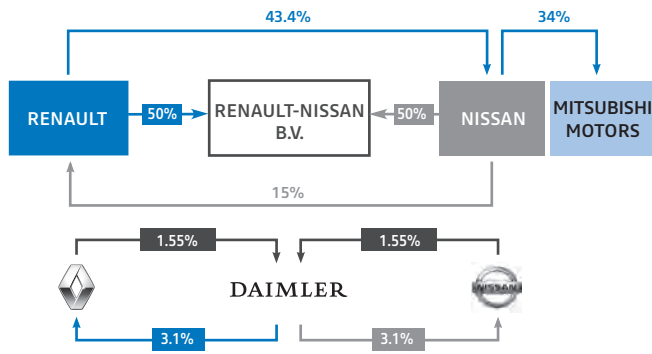 43.4%
34%
RENAULT
50%
RENAULT-NISSAN
B.V.
50%
NISSAN
MITSUBISHI
MOTORS
15%
1.55%
1.55%
DAIMLER
NISSAN
3.1%
3.1%